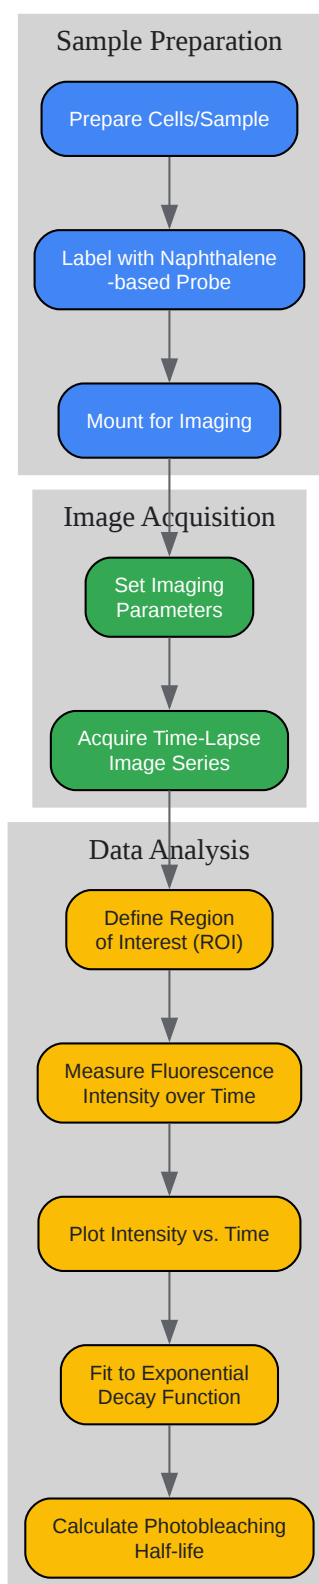 Sample Preparation
Prepare Cells/Sample
Label with Naphthalene
-based Probe
Mount for Imaging
Image Acquisition
Set Imaging
Parameters
Acquire Time-Lapse
Image Series
Data Analysis
Define Region
of Interest (ROI)
Measure Fluorescence
Intensity over Time
Plot Intensity vs. Time
Fit to Exponential
Decay Function
Calculate Photobleaching
Half-life